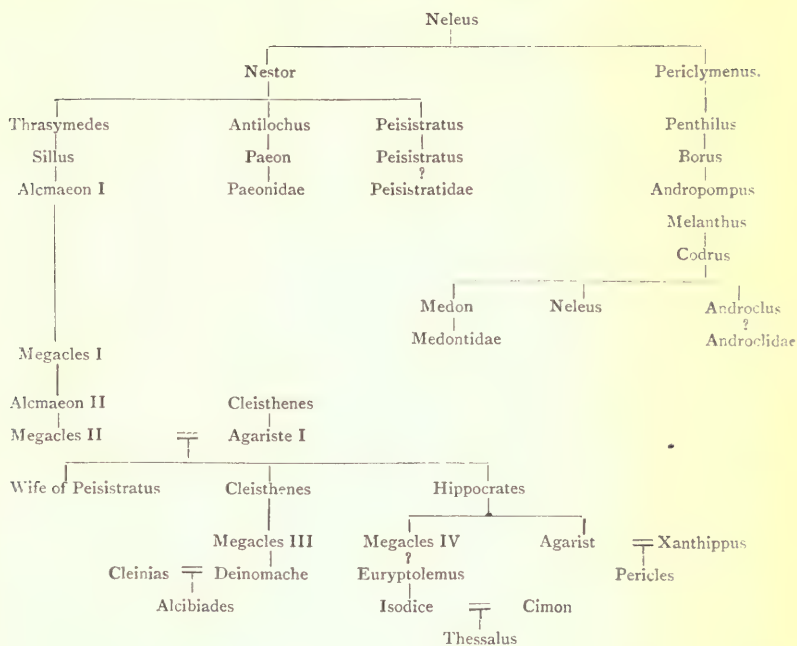 Neleus
Nestor Periclymenus.
Thrasymedes Antilochus Peisistratus Penthilus
Sillus Paeon Peisistratus Borus
?
Alcmaeon I Paeonidae Peisistratidae Andropompus
Melanthus
Codrus
Medon Neleus Androclus
?
Medontidae Androclidae
Megacles I
Alcmaeon II Cleisthenes
Megacles II Agariste I
Wife of Peisistratus Cleisthenes Hippocrates
Megacles III Megacles IV Agarist Xanthippus
?
Cleinias Deinomache Euryptolemus Pericles
Alcibiades Isodice Cimon
Thessalus